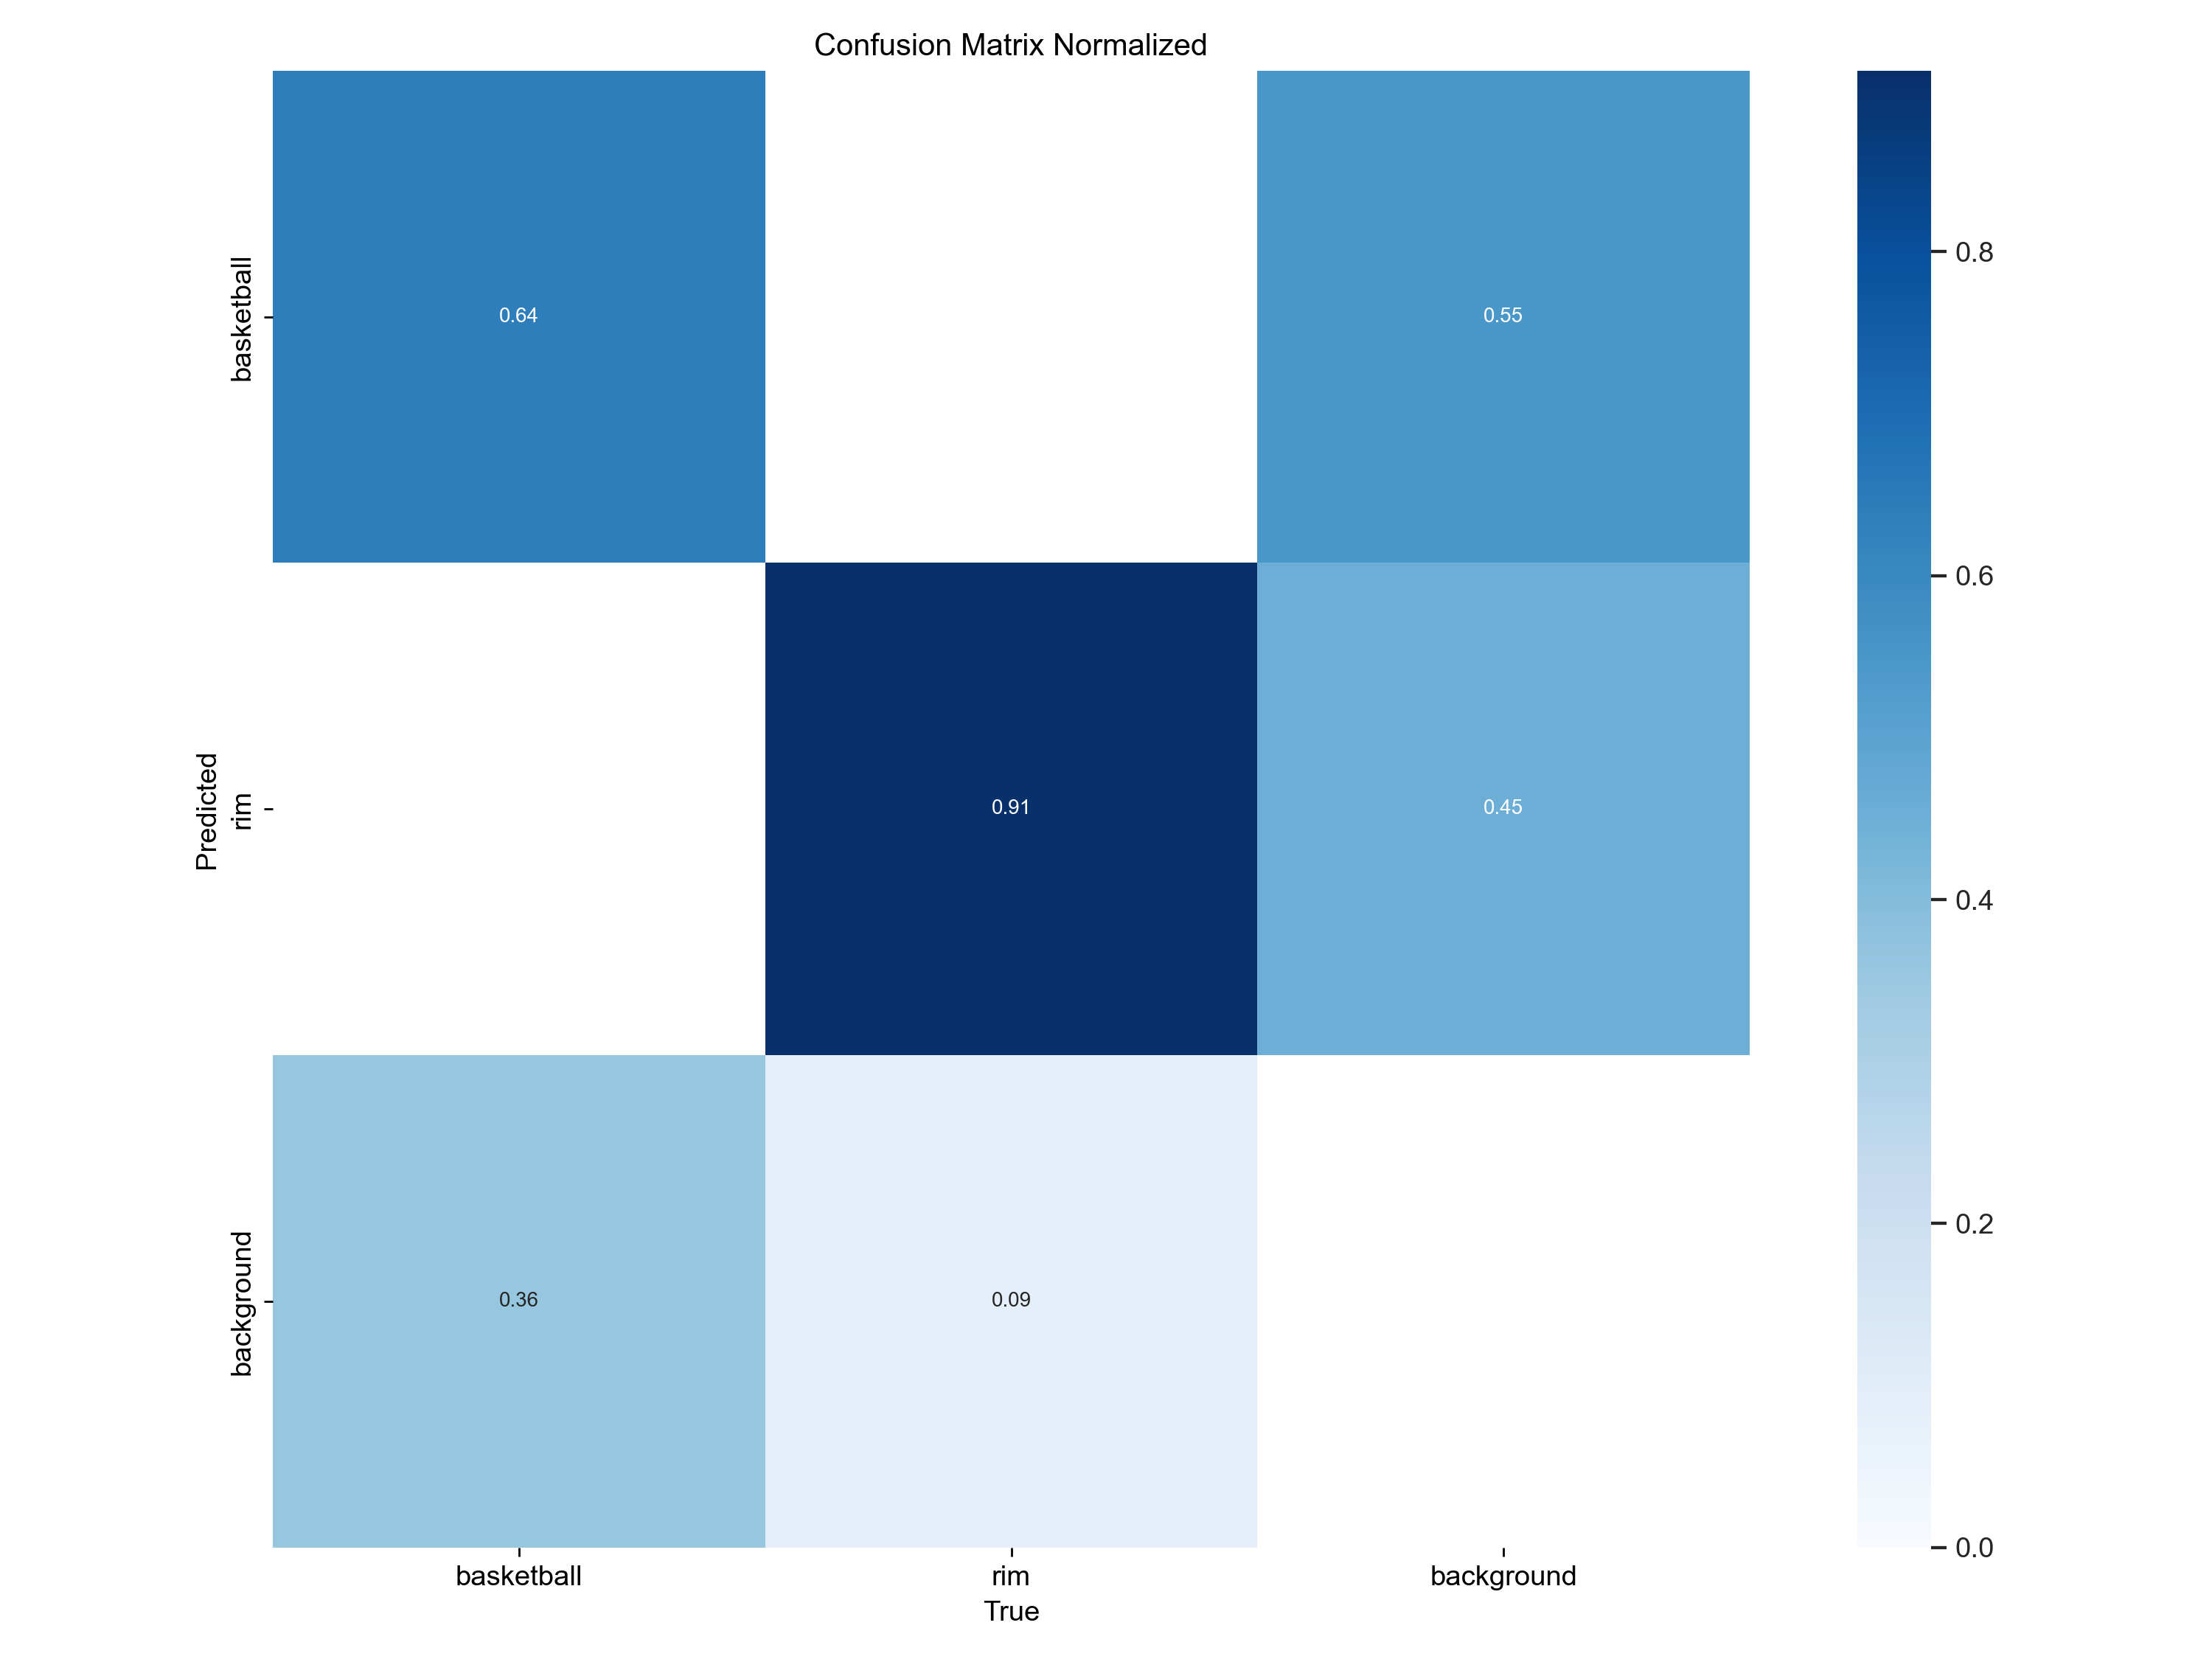 Confusion Matrix Normalized
basketball
0.64
0.55
0.8
0.6
Predicted
rim
0.91
0.45
0.4
background
0.36
0.09
0.2
0.0
basketball
rim
background
True